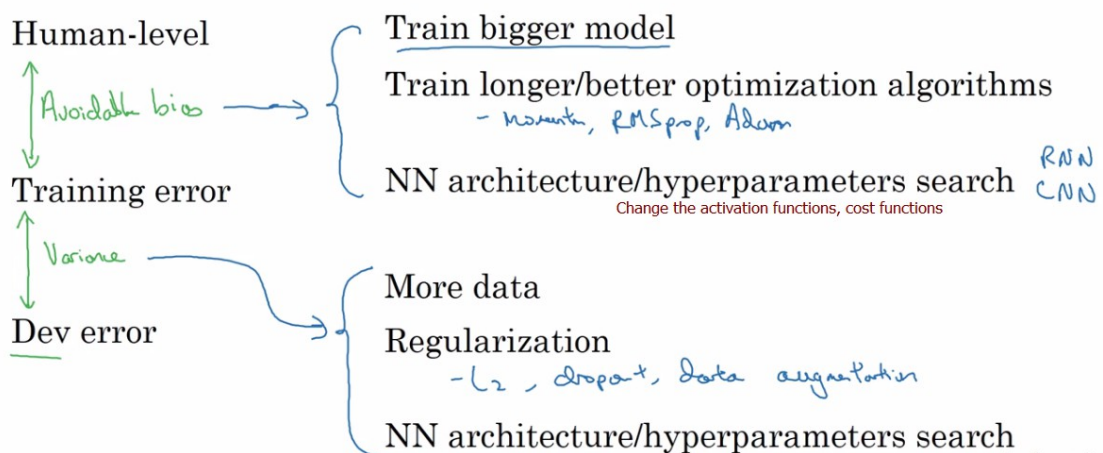 Human-level
Avoidable bias
Training error
Variance
Dev error
Train bigger model
Train longer/better optimization algorithms
- Momentum, RMSprop, Adam
NN architecture/hyperparameters search
RNN
CNN
Change the activation functions, cost functions
More data
Regularization
- L2, dropout, data augmentation
NN architecture/hyperparameters search